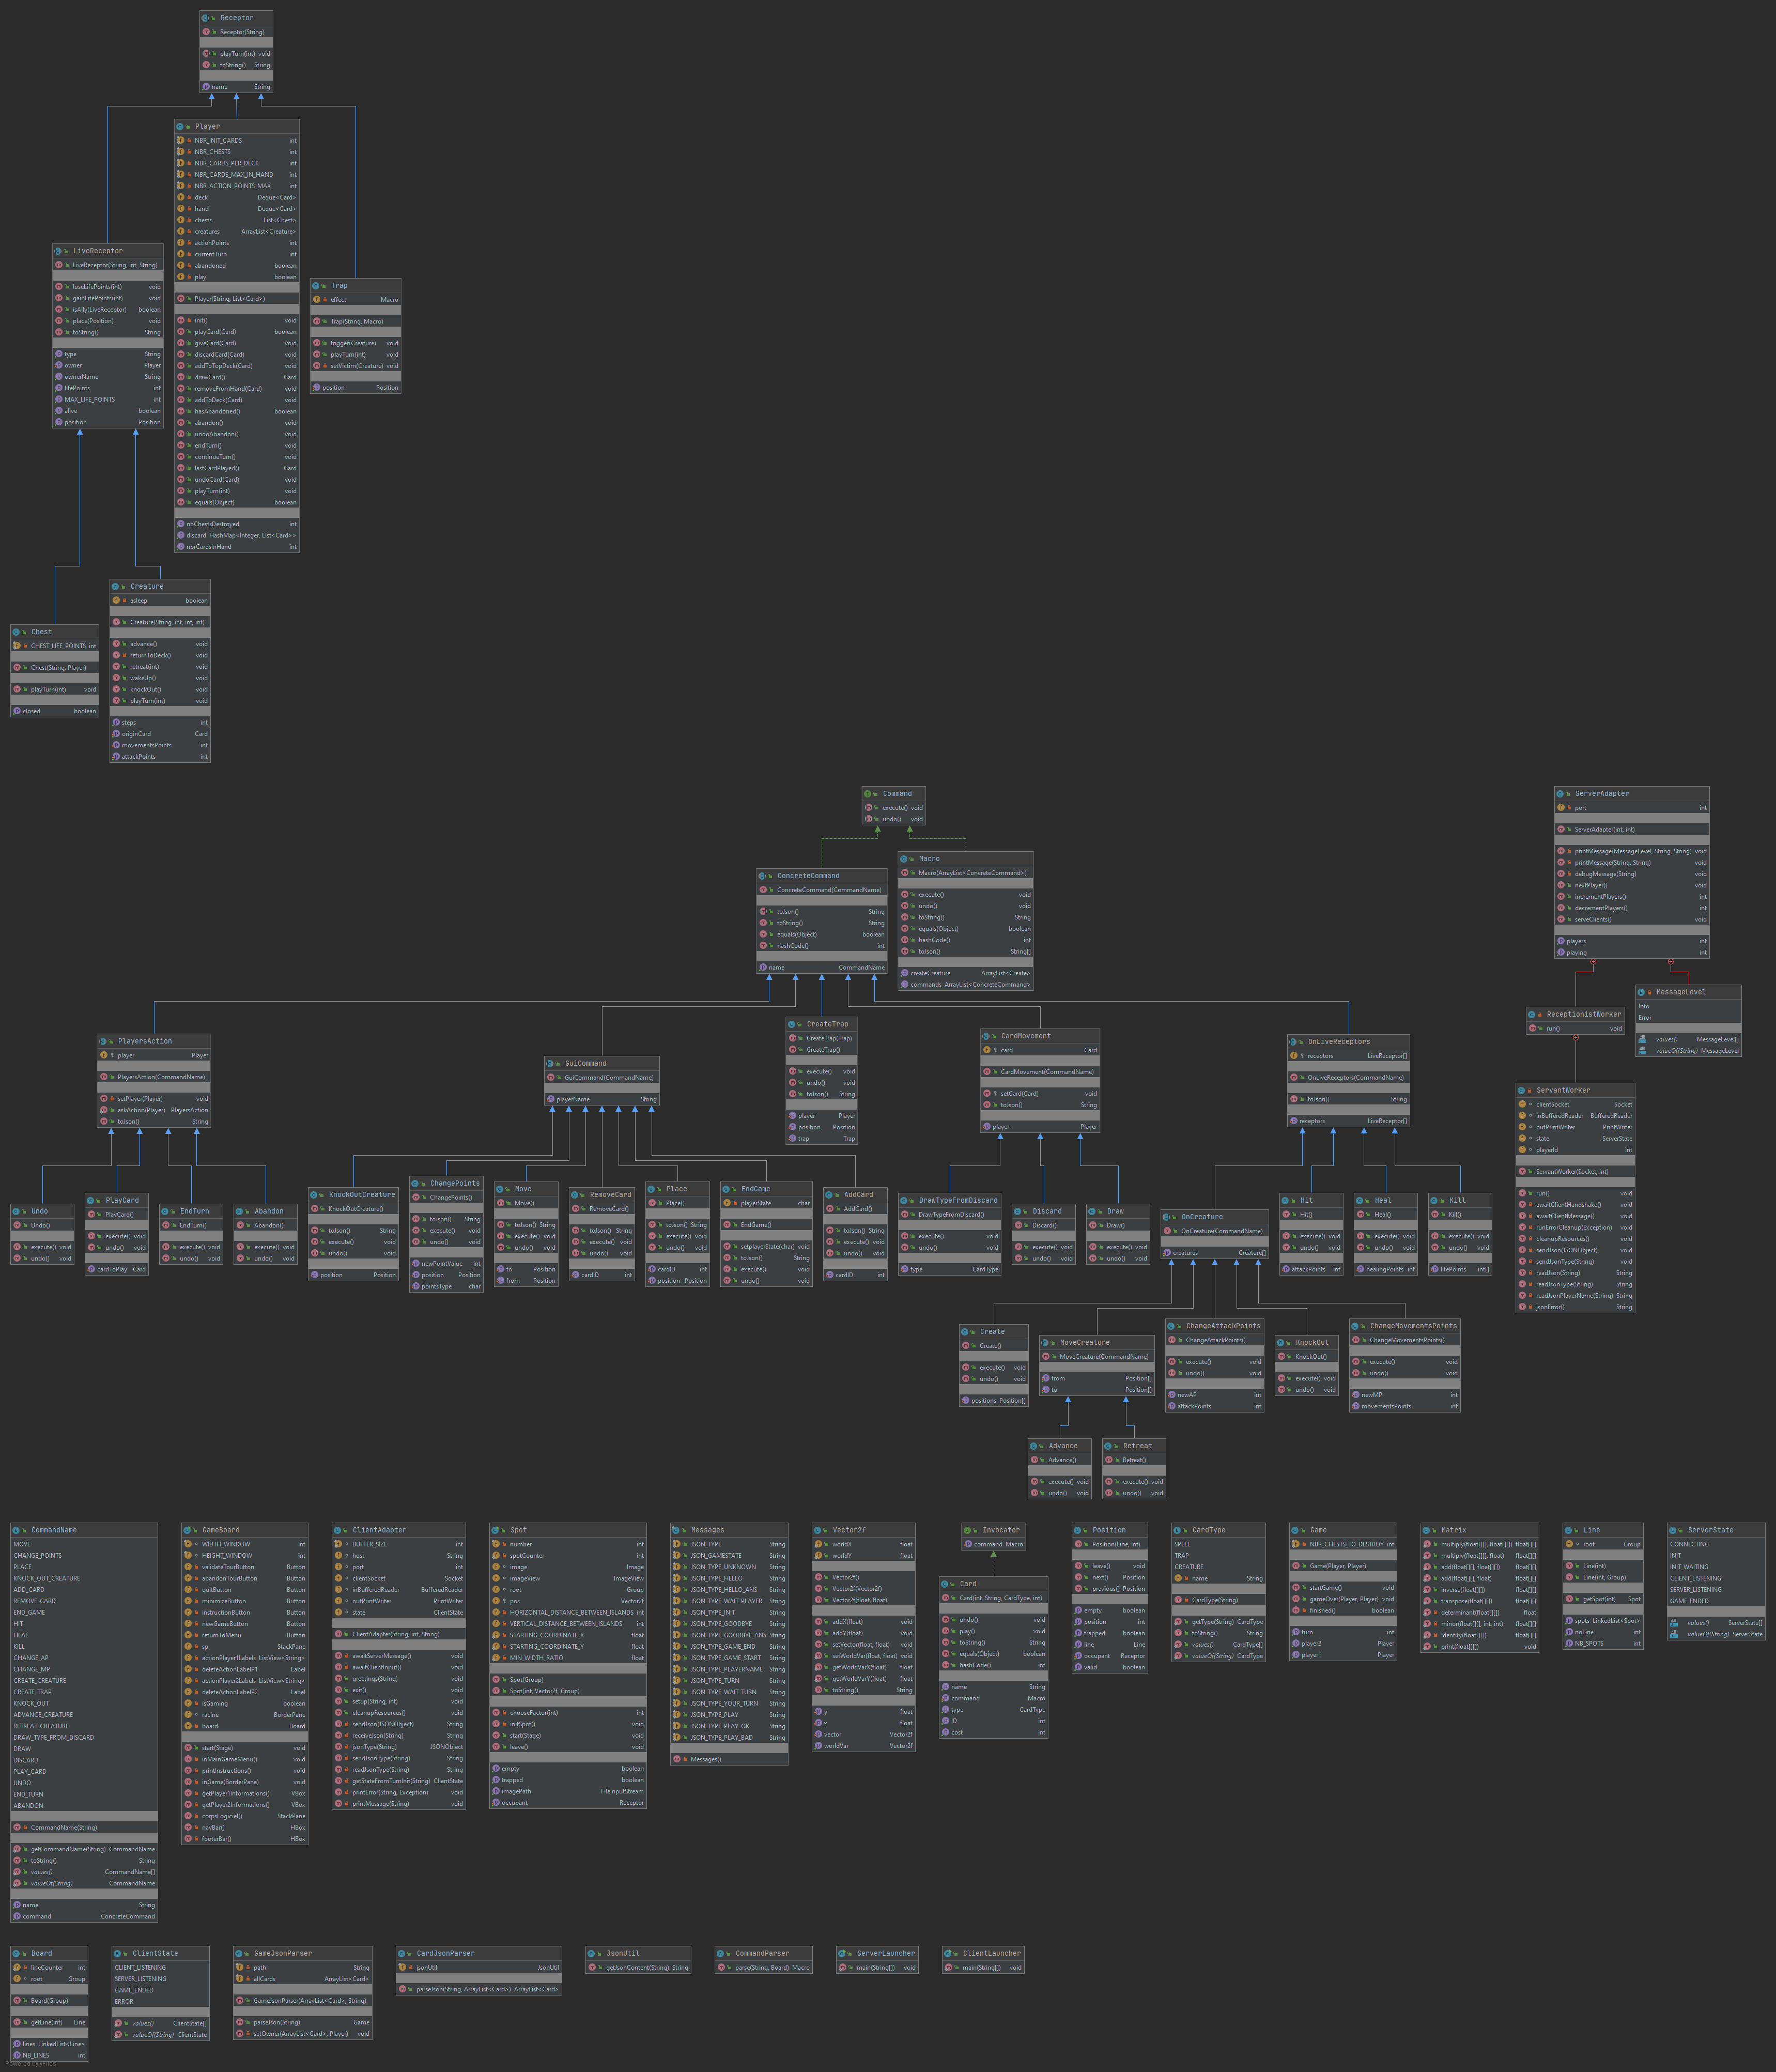 Receptor
Receptor(String)
playTurn(int) void
toString() String
name String
Player
NBR_INIT_CARDS int
NBR_CHESTS int
NBR_CARDS_PER_DECK int
NBR_CARDS_MAX_IN_HAND int
NBR_ACTION_POINTS_MAX int
deck Deque<Card>
hand Deque<Card>
chests List<Chest>
creatures ArrayList<Creature>
actionPoints int
currentTurn int
abandoned boolean
play boolean
Player(String, List<Card>)
init() void
playCard(Card) boolean
giveCard(Card) void
discardCard(Card) void
addToTopDeck(Card) void
drawCard() Card
removeFromHand(Card) void
addToDeck(Card) void
hasAbandoned() boolean
abandon() void
undoAbandon() void
endTurn() void
continueTurn() void
lastCardPlayed() Card
undoCard(Card) void
playTurn(int) void
equals(Object) boolean
nbChestsDestroyed int
discard HashMap<Integer, List<Card>>
nbrCardsInHand int
LiveReceptor
LiveReceptor(String, int, String)
loseLifePoints(int) void
gainLifePoints(int) void
isAlly(LiveReceptor) boolean
place(Position) void
toString() String
type String
owner Player
ownerName String
lifePoints int
MAX_LIFE_POINTS int
alive boolean
position Position
Trap
effect Macro
Trap(String, Macro)
trigger(Creature) void
playTurn(int) void
setVictim(Creature) void
position Position
Chest
CHEST_LIFE_POINTS int
Chest(String, Player)
playTurn(int) void
closed boolean
Creature
asleep boolean
Creature(String, int, int, int)
advance() void
returnToDeck() void
retreat(int) void
wakeUp() void
knockOut() void
playTurn(int) void
steps int
originCard Card
movementsPoints int
attackPoints int
Command
execute() void
undo() void
ConcreteCommand
ConcreteCommand(CommandName)
toJson() String
toString() String
equals(Object) boolean
hashCode() int
name CommandName
Macro
Macro(ArrayList<ConcreteCommand>)
execute() void
undo() void
toString() String
equals(Object) boolean
hashCode() int
toJson() String[]
createCreature ArrayList<Create>
commands ArrayList<ConcreteCommand>
ServerAdapter
port int
ServerAdapter(int, int)
printMessage(MessageLevel, String, String) void
printMessage(String, String) void
debugMessage(String) void
nextPlayer() void
incrementPlayers() int
decrementPlayers() int
serveClients() void
players int
playing int
ReceptionistWorker
run() void
MessageLevel
Info
Error
values() MessageLevel[]
valueOf(String) MessageLevel
ServantWorker
clientSocket Socket
inBufferedReader BufferedReader
outPrintWriter PrintWriter
state ServerState
playerId int
ServantWorker(Socket, int)
run() void
awaitClientHandshake() void
awaitClientMessage() void
runErrorCleanup(Exception) void
cleanupResources() void
sendJson(JSONObject) void
sendJsonType(String) void
readJson(String) String
readJsonType(String) String
readJsonPlayerName(String) String
jsonError() String
PlayersAction
player Player
PlayersAction(CommandName)
setPlayer(Player) void
askAction(Player) PlayersAction
toJson() String
GuiCommand
GuiCommand(CommandName)
playerName String
CreateTrap
CreateTrap(Trap)
CreateTrap()
execute() void
undo() void
toJson() String
player Player
position Position
trap Trap
CardMovement
card Card
CardMovement(CommandName)
setCard(Card) void
toJson() String
player Player
OnLiveReceptors
receptors LiveReceptor[]
OnLiveReceptors(CommandName)
toJson() String
receptors LiveReceptor[]
Undo
Undo()
execute() void
undo() void
PlayCard
PlayCard()
execute() void
undo() void
cardToPlay Card
EndTurn
EndTurn()
execute() void
undo() void
Abandon
Abandon()
execute() void
undo() void
KnockOutCreature
KnockOutCreature()
toJson() String
execute() void
undo() void
position Position
ChangePoints
ChangePoints()
toJson() String
execute() void
undo() void
newPointValue int
position Position
pointsType char
Move
Move()
toJson() String
execute() void
undo() void
to Position
from Position
RemoveCard
RemoveCard()
toJson() String
execute() void
undo() void
cardID int
Place
Place()
toJson() String
execute() void
undo() void
cardID int
position Position
EndGame
playerState char
EndGame()
setplayerState(char) void
toJson() String
execute() void
undo() void
AddCard
AddCard()
toJson() String
execute() void
undo() void
cardID int
DrawTypeFromDiscard
DrawTypeFromDiscard()
execute() void
undo() void
type CardType
Discard
Discard()
execute() void
undo() void
Draw
Draw()
execute() void
undo() void
OnCreature
OnCreature(CommandName)
creatures Creature[]
Hit
Hit()
execute() void
undo() void
attackPoints int
Heal
Heal()
execute() void
undo() void
healingPoints int
Kill
Kill()
execute() void
undo() void
lifePoints int[]
Create
Create()
execute() void
undo() void
positions Position[]
MoveCreature
MoveCreature(CommandName)
from Position[]
to Position[]
ChangeAttackPoints
ChangeAttackPoints()
execute() void
undo() void
newAP int
attackPoints int
KnockOut
KnockOut()
execute() void
undo() void
ChangeMovementsPoints
ChangeMovementsPoints()
execute() void
undo() void
newMP int
movementsPoints int
Advance
Advance()
execute() void
undo() void
Retreat
Retreat()
execute() void
undo() void
CommandName
MOVE
CHANGE_POINTS
PLACE
KNOCK_OUT_CREATURE
ADD_CARD
REMOVE_CARD
END_GAME
HIT
HEAL
KILL
CHANGE_AP
CHANGE_MP
CREATE_CREATURE
CREATE_TRAP
KNOCK_OUT
ADVANCE_CREATURE
RETREAT_CREATURE
DRAW_TYPE_FROM_DISCARD
DRAW
DISCARD
PLAY_CARD
UNDO
END_TURN
ABANDON
CommandName(String)
getCommandName(String) CommandName
toString() String
values() CommandName[]
valueOf(String) CommandName
name String
command ConcreteCommand
GameBoard
WIDTH_WINDOW int
HEIGHT_WINDOW int
validateTourButton Button
abandonTourButton Button
quitButton Button
minimizeButton Button
instructionButton Button
newGameButton Button
returnToMenu Button
sp StackPane
actionPlayer1Labels ListView<String>
deleteActionLabelP1 Label
actionPlayer2Labels ListView<String>
deleteActionLabelP2 Label
isGaming boolean
racine BorderPane
board Board
start(Stage) void
inMainGameMenu() void
printInstructions() void
inGame(BorderPane) void
getPlayer1Informations() VBox
getPlayer2Informations() VBox
corpsLogiciel() StackPane
navBar() HBox
footerBar() HBox
ClientAdapter
BUFFER_SIZE int
host String
port int
clientSocket Socket
inBufferedReader BufferedReader
outPrintWriter PrintWriter
state ClientState
ClientAdapter(String, int, String)
awaitServerMessage() void
awaitClientInput() void
greetings(String) void
exit() void
setup(String, int) void
cleanupResources() void
sendJson(JSONObject) String
receiveJson(String) String
jsonType(String) JSONObject
sendJsonType(String) String
readJsonType(String) String
getStateFromTurnInit(String) ClientState
printError(String, Exception) void
printMessage(String) void
Spot
number int
spotCounter int
image Image
imageView ImageView
root Group
pos Vector2f
HORIZONTAL_DISTANCE_BETWEEN_ISLANDS int
VERTICAL_DISTANCE_BETWEEN_ISLANDS int
STARTING_COORDINATE_X float
STARTING_COORDINATE_Y float
MIN_WIDTH_RATIO float
Spot(Group)
Spot(int, Vector2f, Group)
chooseFactor(int) int
initSpot() void
start(Stage) void
leave() void
empty boolean
trapped boolean
imagePath FileInputStream
occupant Receptor
Messages
JSON_TYPE String
JSON_GAMESTATE String
JSON_TYPE_UNKNOWN String
JSON_TYPE_HELLO String
JSON_TYPE_HELLO_ANS String
JSON_TYPE_WAIT_PLAYER String
JSON_TYPE_INIT String
JSON_TYPE_GOODBYE String
JSON_TYPE_GOODBYE_ANS String
JSON_TYPE_GAME_END String
JSON_TYPE_GAME_START String
JSON_TYPE_PLAYERNAME String
JSON_TYPE_TURN String
JSON_TYPE_WAIT_TURN String
JSON_TYPE_YOUR_TURN String
JSON_TYPE_PLAY String
JSON_TYPE_PLAY_OK String
JSON_TYPE_PLAY_BAD String
Messages()
Vector2f
worldX float
worldY float
Vector2f()
Vector2f(Vector2f)
Vector2f(float, float)
addX(float) void
addY(float) void
setVector(float, float) void
setWorldVar(float, float) void
getWorldVarX(float) float
getWorldVarY(float) float
toString() String
y float
x float
vector Vector2f
worldVar Vector2f
Invocator
command Macro
Card
Card(int, String, CardType, int)
undo() void
play() void
toString() String
equals(Object) boolean
hashCode() int
name String
command Macro
type CardType
ID int
cost int
Position
Position(Line, int)
leave() void
next() Position
previous() Position
empty boolean
position int
trapped boolean
line Line
occupant Receptor
valid boolean
CardType
SPELL
TRAP
CREATURE
name String
CardType(String)
getType(String) CardType
toString() String
values() CardType[]
valueOf(String) CardType
Game
NBR_CHESTS_TO_DESTROY int
Game(Player, Player)
startGame() void
gameOver(Player, Player) void
finished() boolean
turn int
player2 Player
player1 Player
Matrix
multiply(float[][], float[][]) float[][]
multiply(float[][], float) float[][]
add(float[][], float) float[][]
inverse(float[][]) float[][]
transpose(float[][]) float[][]
determinant(float[][]) float
minor(float[][], int, int) float[][]
identity(float[][]) float[][]
print(float[][]) void
Line
root Group
Line(int)
Line(int, Group)
getSpot(int) Spot
spots LinkedList<Spot>
noLine int
NB_SPOTS int
ServerState
CONNECTING
INIT
INIT_WAITING
CLIENT_LISTENING
SERVER_LISTENING
GAME_ENDED
values() ServerState[]
valueOf(String) ServerState
Board
lineCounter int
root Group
Board(Group)
getLine(int) Line
lines LinkedList<Line>
NB_LINES int
ClientState
CLIENT_LISTENING
SERVER_LISTENING
GAME_ENDED
ERROR
values() ClientState[]
valueOf(String) ClientState
GameJsonParser
path String
allCards ArrayList<Card>
GameJsonParser(ArrayList<Card>, String)
parseJson(String) Game
setOwner(ArrayList<Card>, Player) void
CardJsonParser
jsonUtil JsonUtil
parseJson(String, ArrayList<Card>) ArrayList<Card>
JsonUtil
getJsonContent(String) String
CommandParser
parse(String, Board) Macro
ServerLauncher
main(String[]) void
ClientLauncher
main(String[]) void
Powered by yFiles